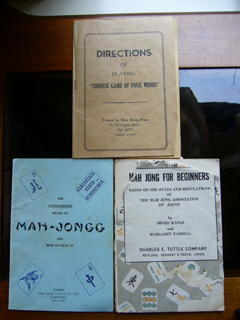 DIRECTIONS
OF
PLAYING
"CHINESE GAME OF FOUR WINDS"
THE
RULES OF
MAH-JONGG
AND
HOW TO PLAY IT
MAH JONG FOR BEGINNERS
BASED ON THE RULES AND REGULATIONS
OF
THE MAH JONG ASSOCIATION
OF JAPAN
by
SHOZO KANAI
and
MARGARET FARRELL
CHARLES E. TUTTLE COMPANY
RUTLAND, VERMONT & TOKYO, JAPAN